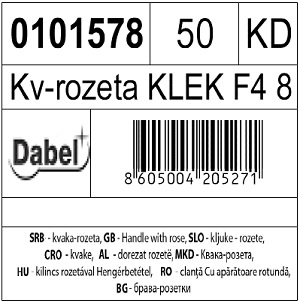 0101578 50 KD
Kv-rozeta KLEK F4 8
Dabel
8 605004 205271
SRB - kvaka-rozeta, GB - Handle with rose, SLO - kljuke - rozete,
CRO - kvake, AL - dorezat rozetë, MKD - Квака-розета,
HU - kilincs rozetával Hengérbetétel, RO - clanță Cu apărătoare rotundă,
BG - брава-розетки